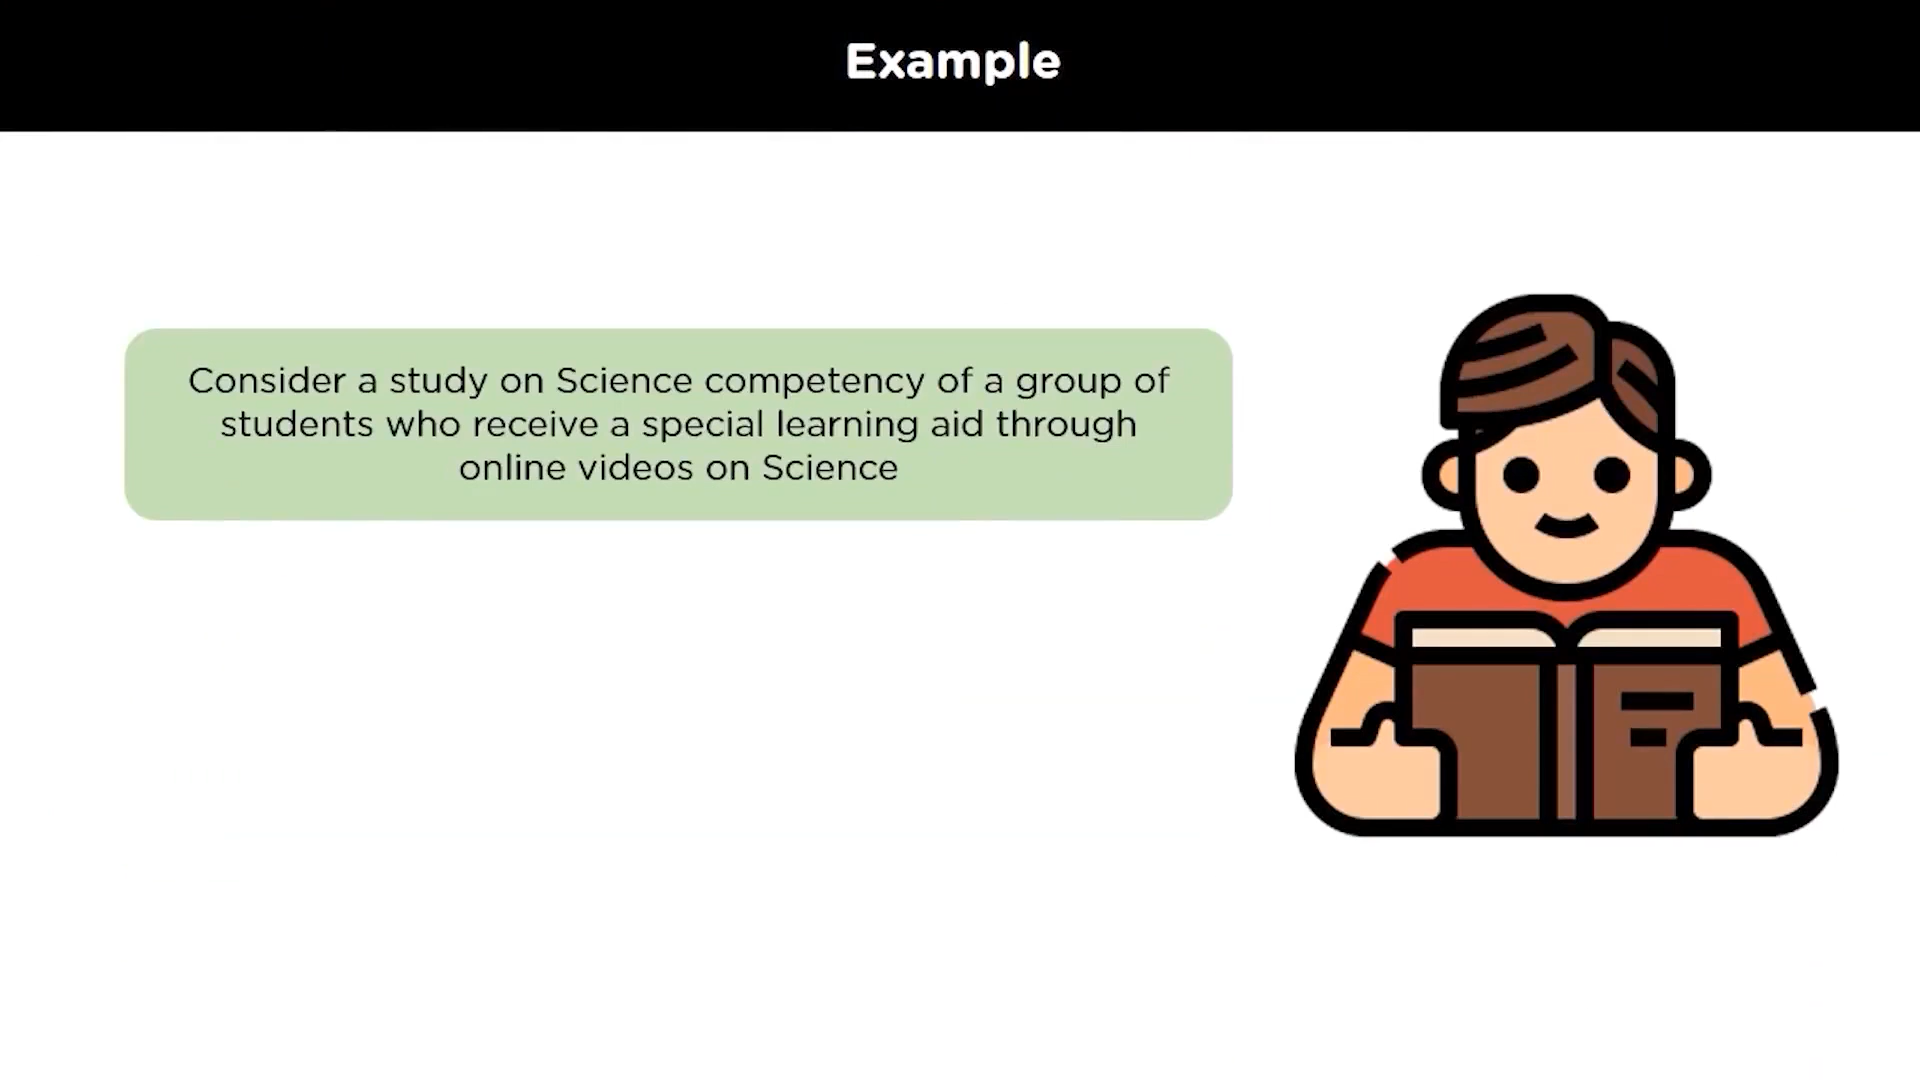 Example
Consider a study on Science competency of a group of
students who receive a special learning aid through
online videos on Science